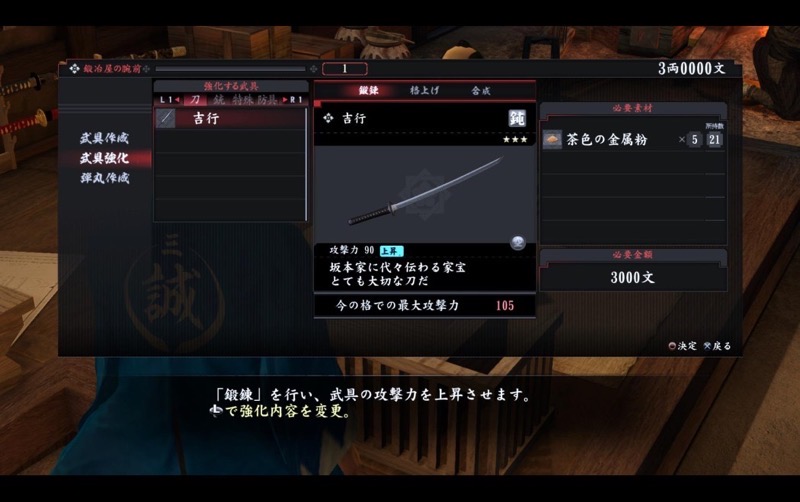 鍛冶屋の腕前
1
3両0000文
武具作成
武具強化
弾丸作成
強化する武具
L1 刀 銃 特殊 防具 R1
吉行
鍛錬 格上げ 合成
吉行
鈍
★★★
攻撃力 90 上昇
坂本家に代々伝わる家宝
とても大切な刀だ
今の格での最大攻撃力 105
必要素材
所持数
茶色の金属粉 ×5 21
必要金額
3000文
誠
決定 戻る
「鍛錬」を行い、武具の攻撃力を上昇させます。
で強化内容を変更。